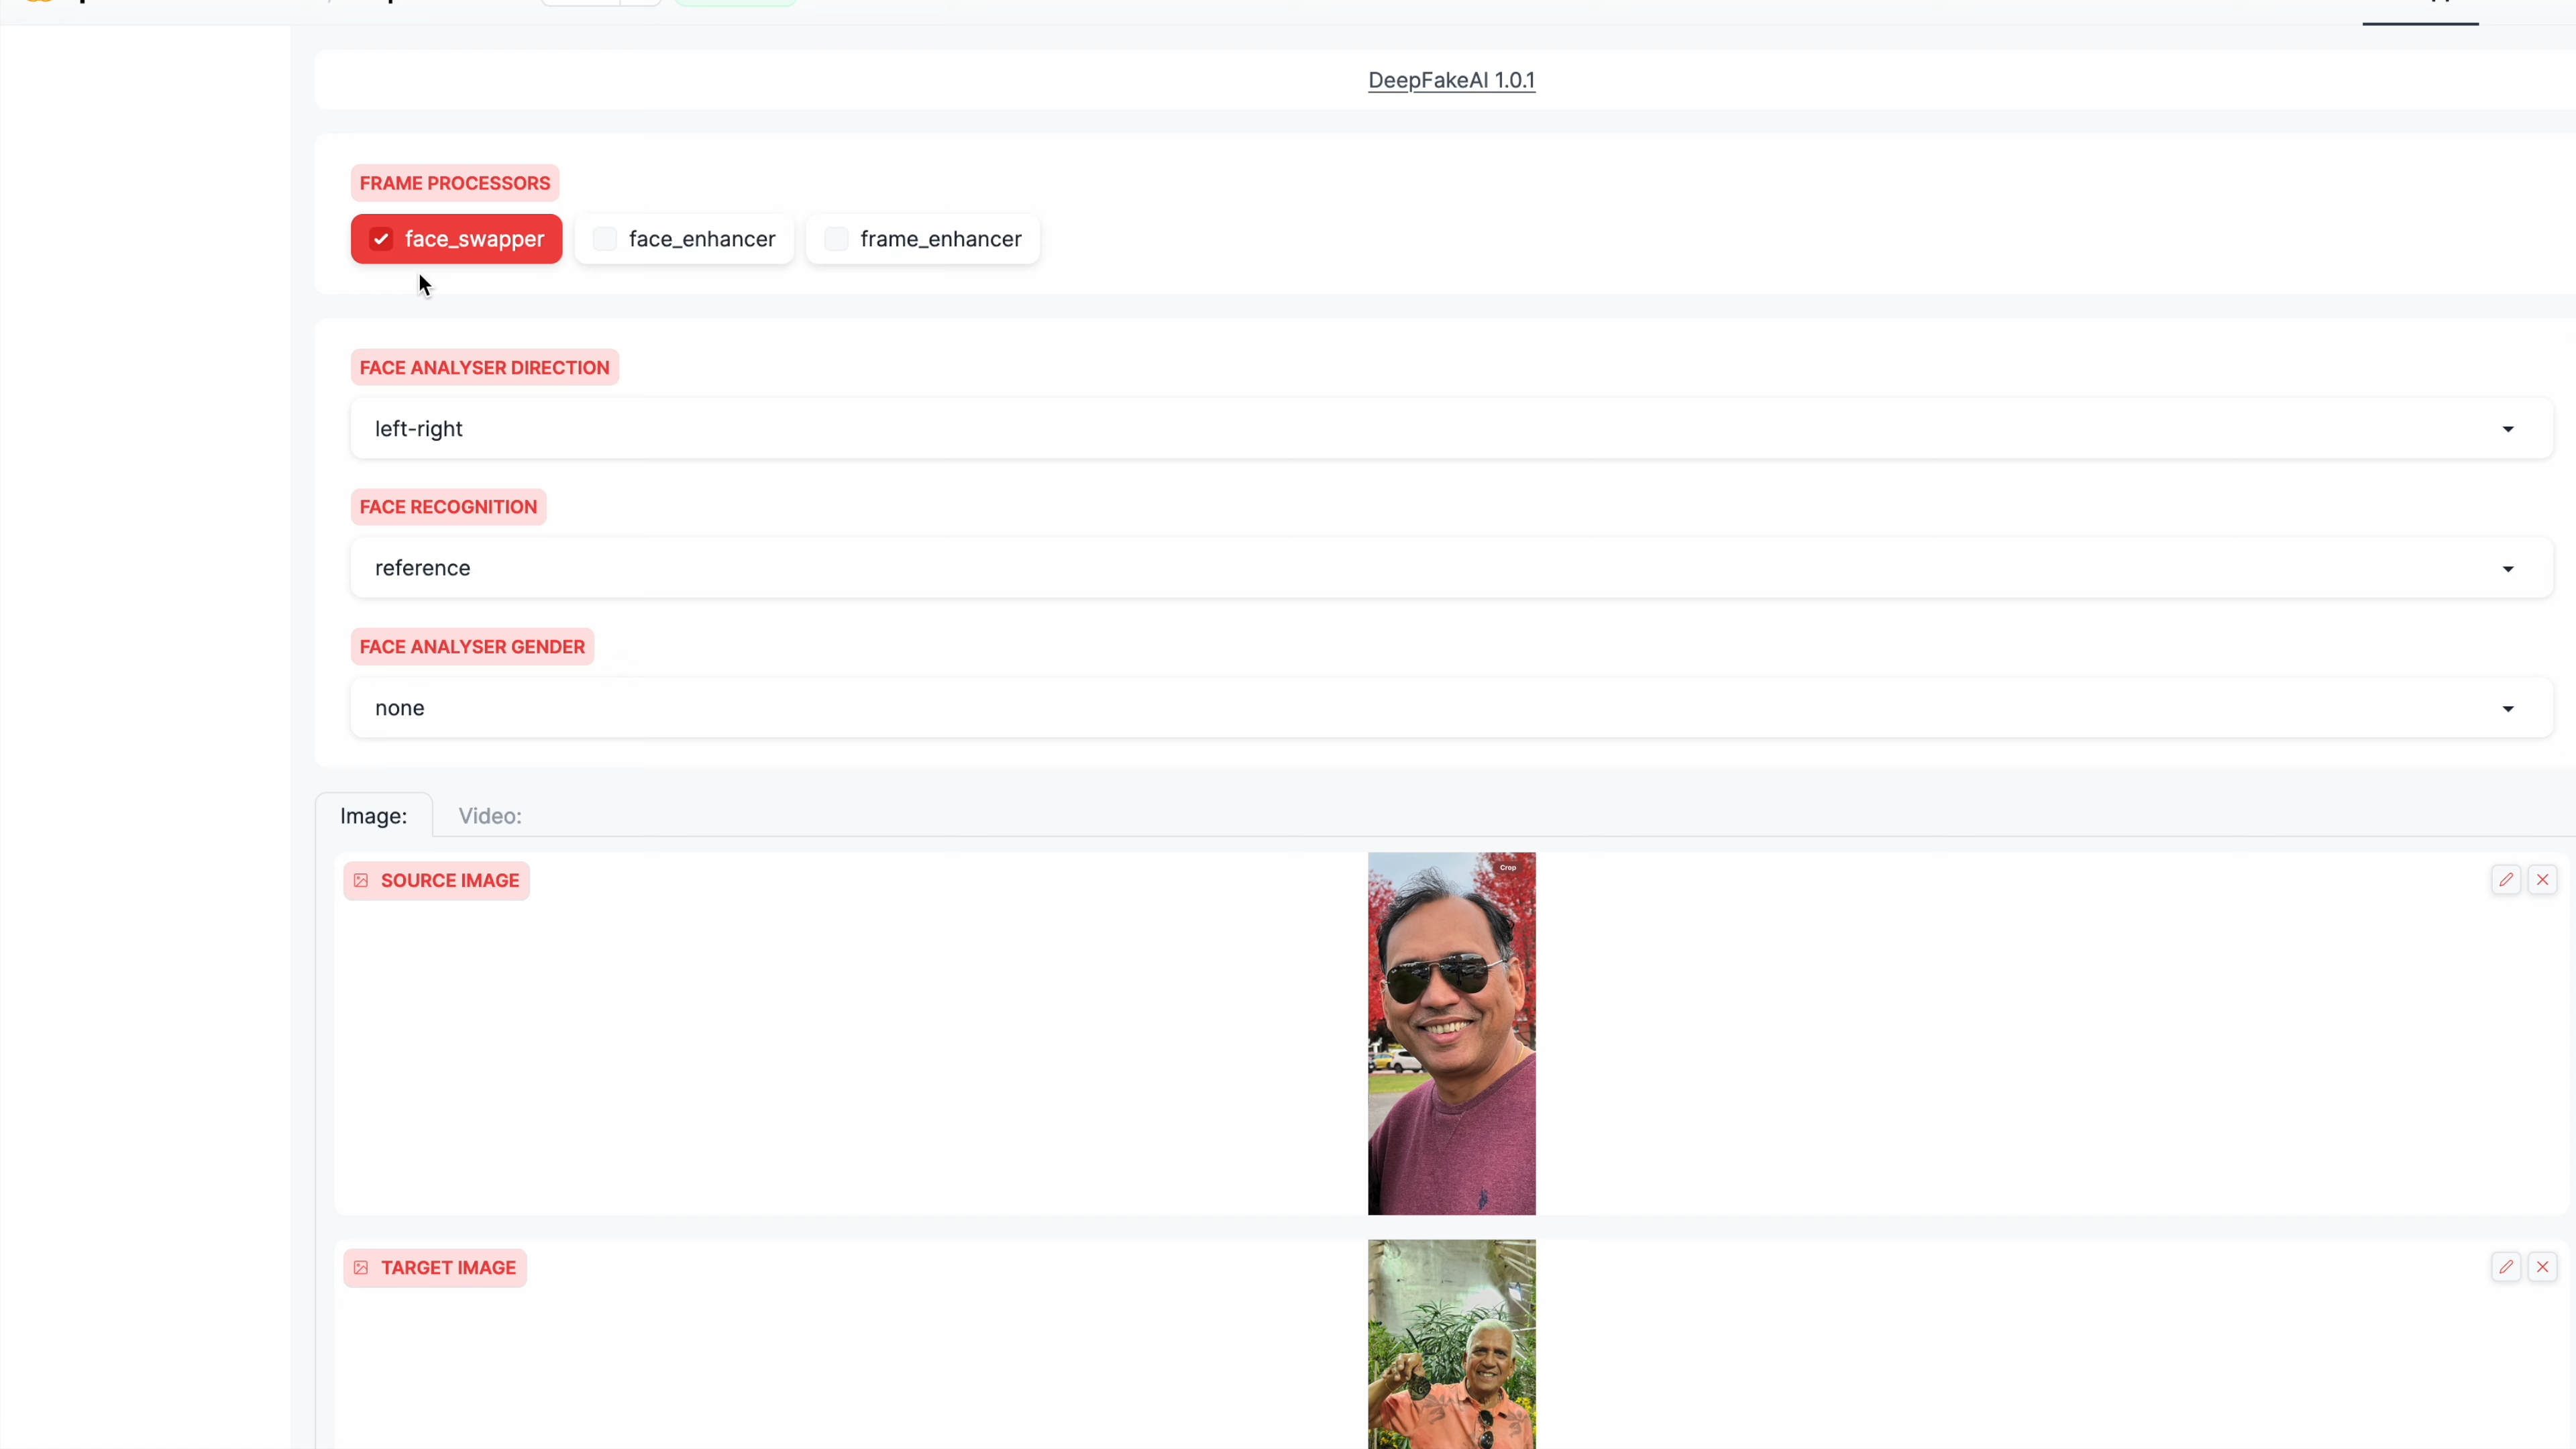 DeepFakeAI 1.0.1
FRAME PROCESSORS
face_swapper face_enhancer frame_enhancer
FACE ANALYSER DIRECTION
left-right
FACE RECOGNITION
reference
FACE ANALYSER GENDER
none
Image: Video:
SOURCE IMAGE
Crop
TARGET IMAGE